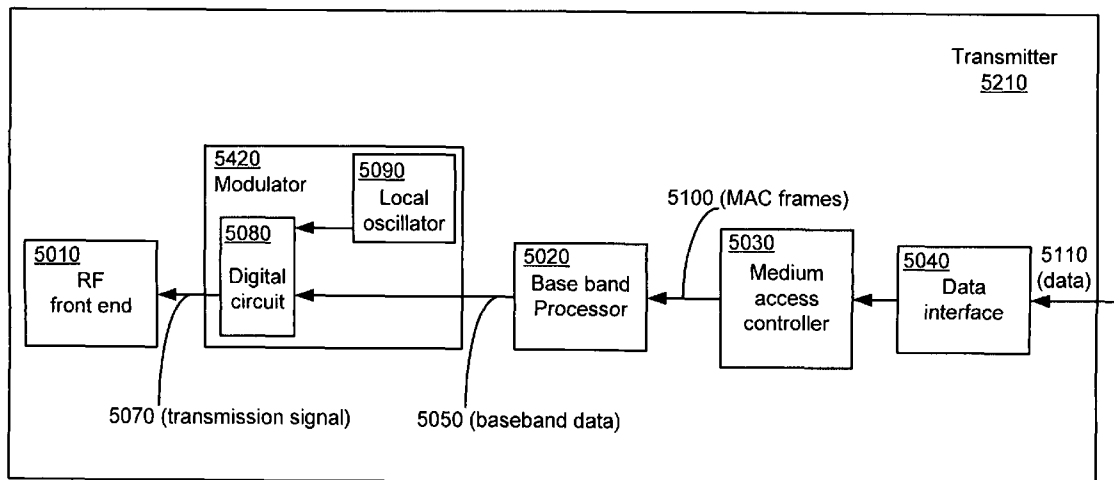 Transmitter
5210
5420
Modulator
5090
Local
oscillator
5100 (MAC frames)
5010
RF
front end
5080
Digital
circuit
5020
Base band
Processor
5030
Medium
access
controller
5040
Data
interface
5110
(data)
5070 (transmission signal)
5050 (baseband data)